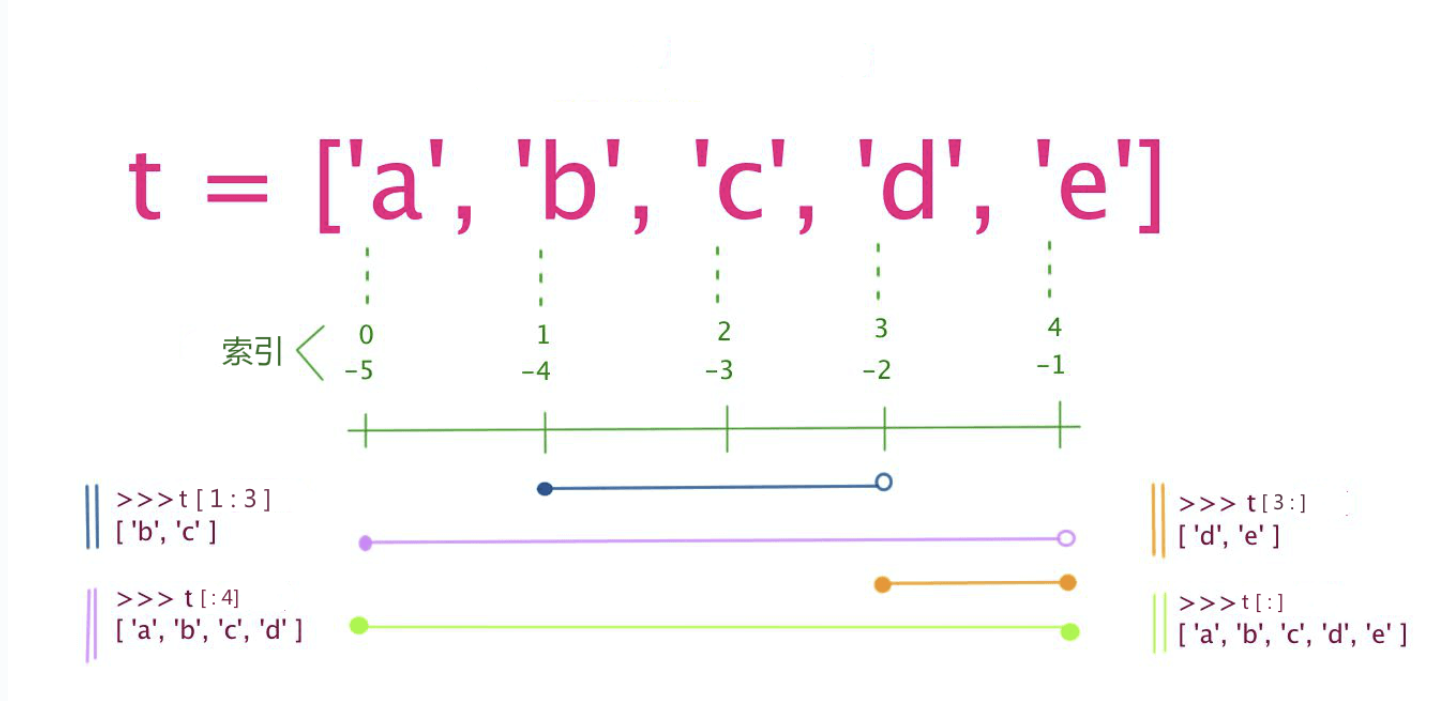 t = ['a', 'b', 'c', 'd', 'e']
索引
0 1 2 3 4
-5 -4 -3 -2 -1
>>>t[1:3]
['b', 'c']
>>> t[:4]
['a', 'b', 'c', 'd']
>>> t[3:]
['d', 'e']
>>>t[:]
['a', 'b', 'c', 'd', 'e']